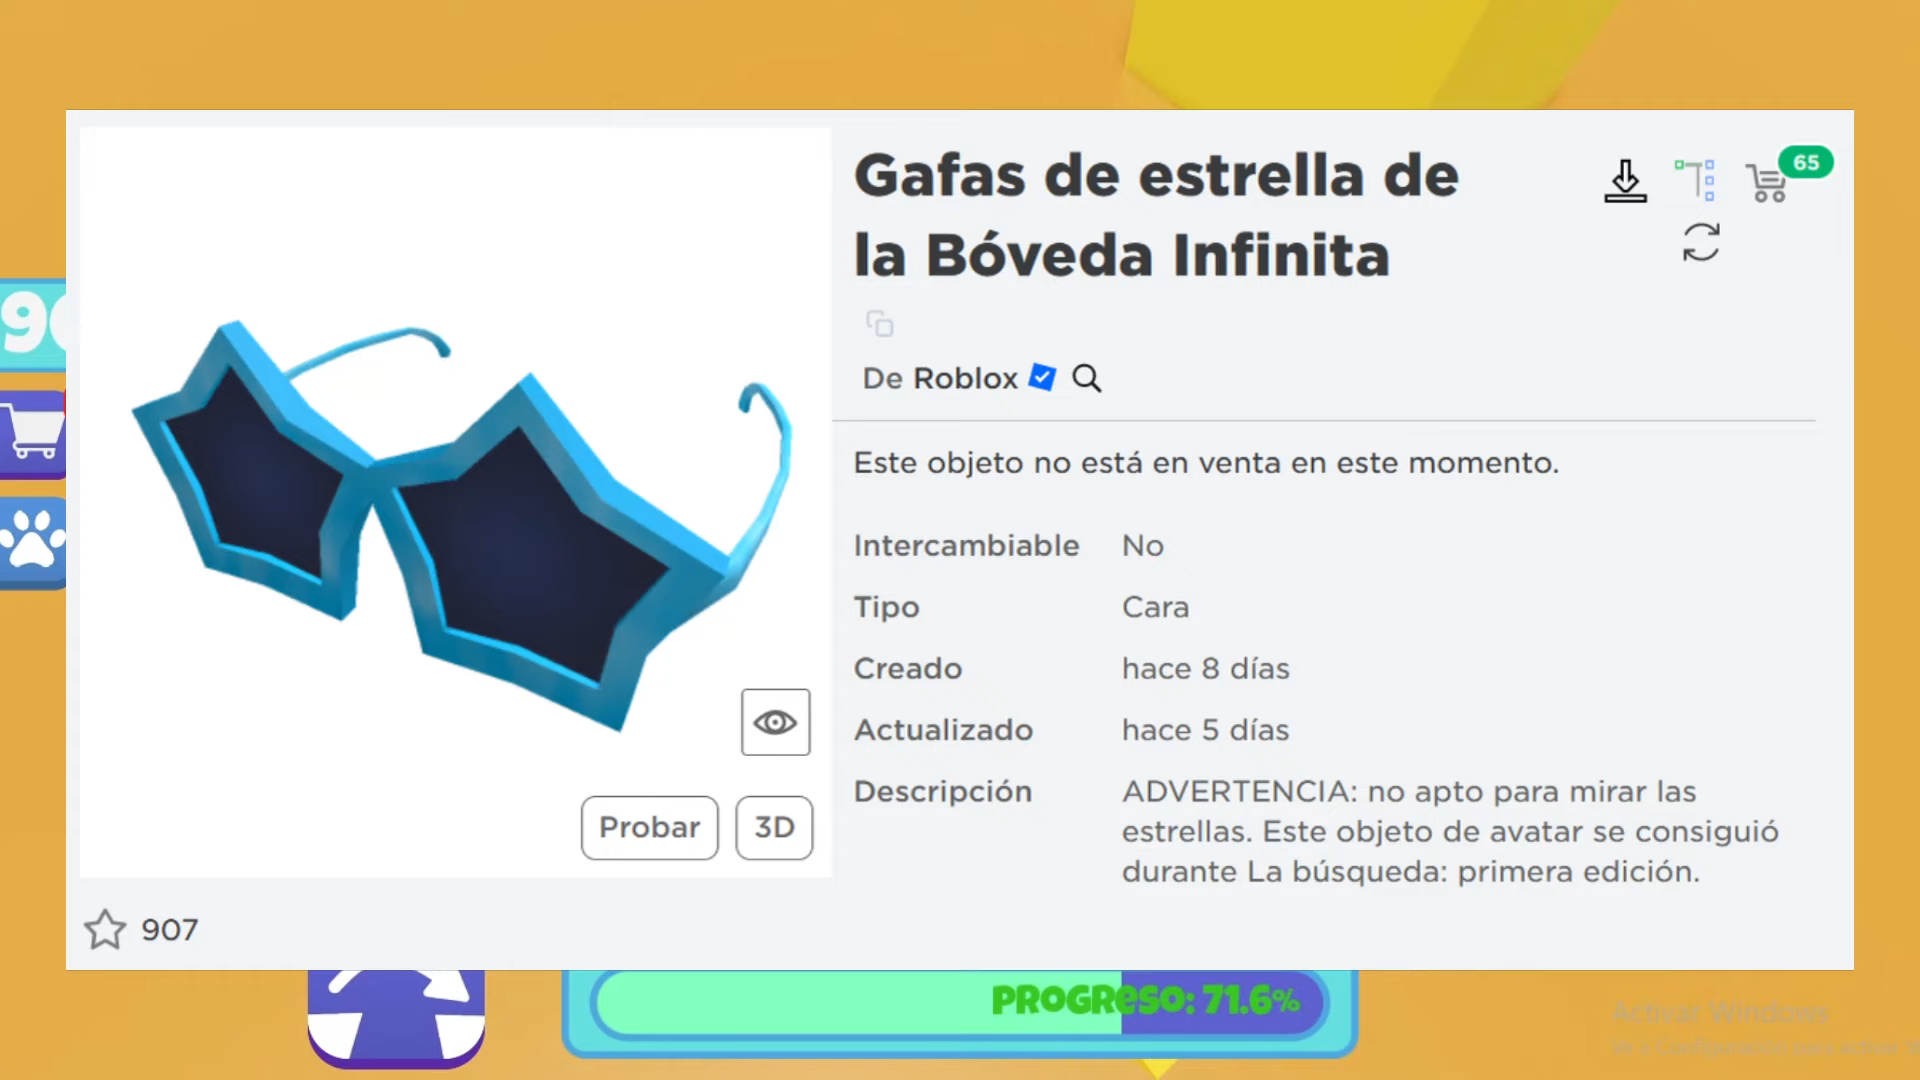 Gafas de estrella de
la Bóveda Infinita
65
De Roblox
Este objeto no está en venta en este momento.
Intercambiable No
Tipo Cara
Creado hace 8 días
Actualizado hace 5 días
Descripción ADVERTENCIA: no apto para mirar las
estrellas. Este objeto de avatar se consiguió
durante La búsqueda: primera edición.
Probar 3D
907
PROGRESO: 71.6%
Activar Windows